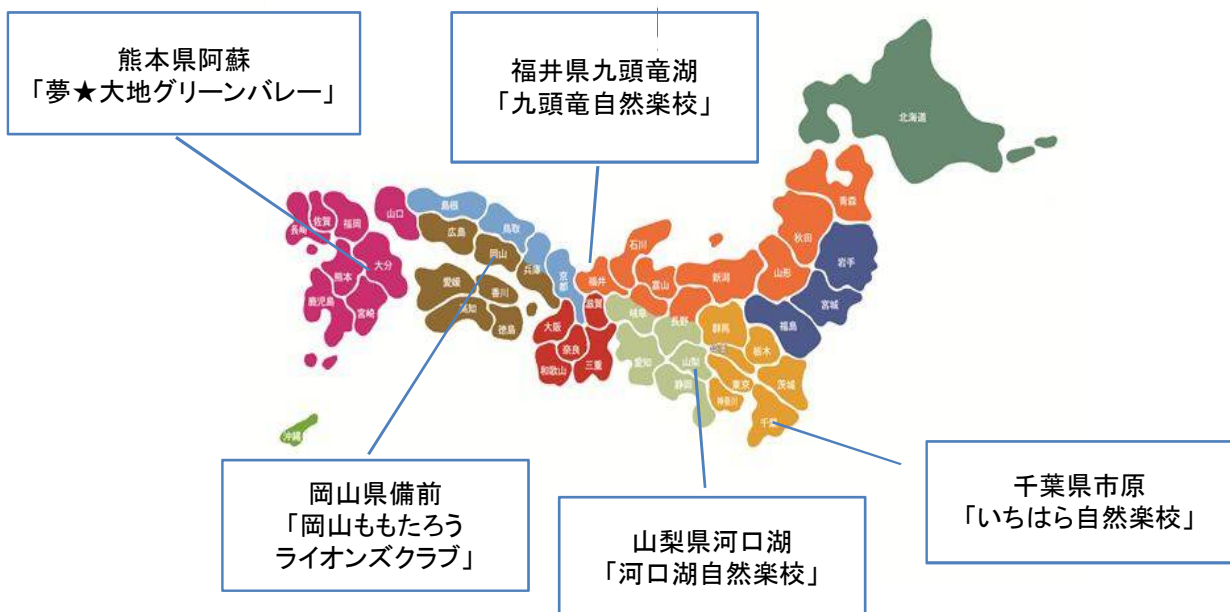 熊本県阿蘇
「夢★大地グリーンバレー」
福井県九頭竜湖
「九頭竜自然楽校」
北海道
青森
秋田
岩手
山形
宮城
福島
新潟
石川
富山
福井
群馬
栃木
茨城
東京
神奈川
千葉
長野
岐阜
山梨
愛知
静岡
滋賀
京都
大阪
奈良
三重
和歌山
兵庫
鳥取
島根
岡山
広島
山口
愛媛
香川
高知
徳島
福岡
佐賀
長崎
大分
熊本
宮崎
鹿児島
沖縄
岡山県備前
「岡山ももたろう
ライオンズクラブ」
山梨県河口湖
「河口湖自然楽校」
千葉県市原
「いちはら自然楽校」